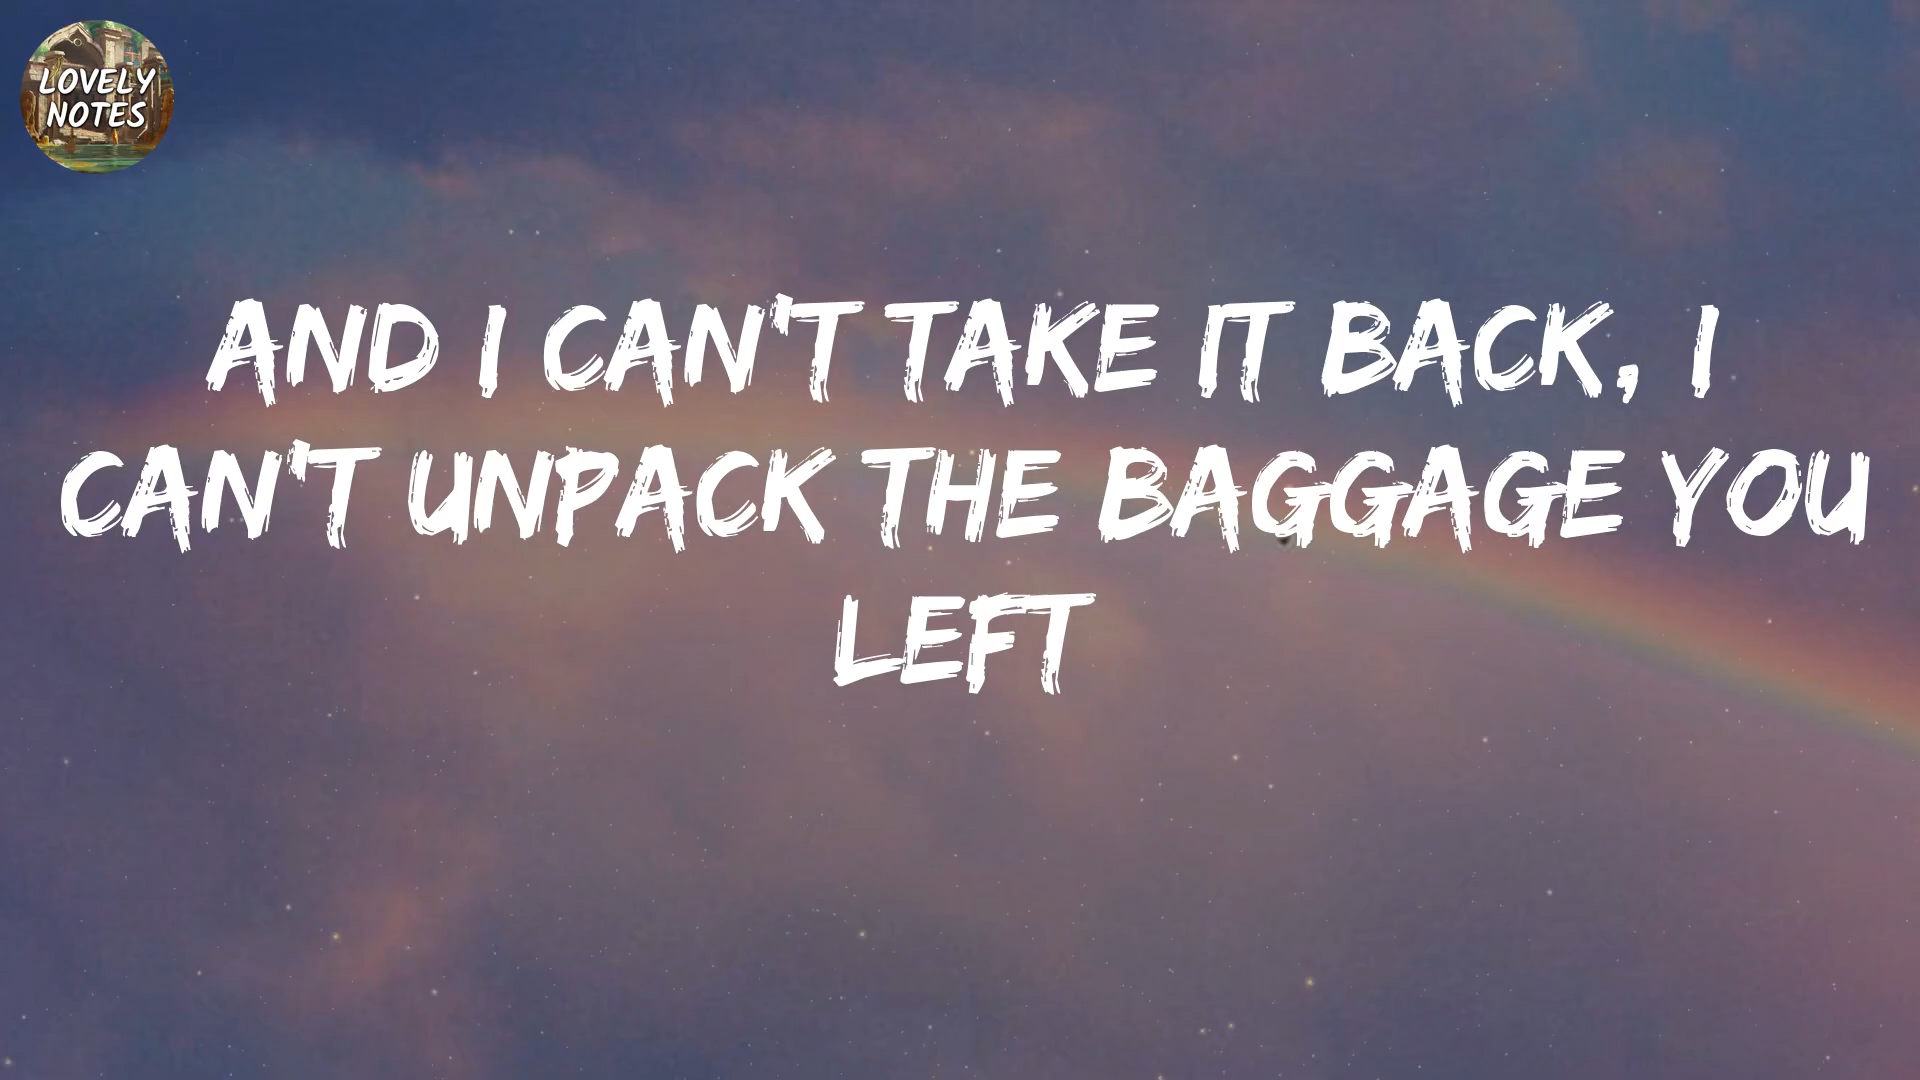 LOVELY
NOTES
AND I CAN'T TAKE IT BACK, I
CAN'T UNPACK THE BAGGAGE YOU
LEFT